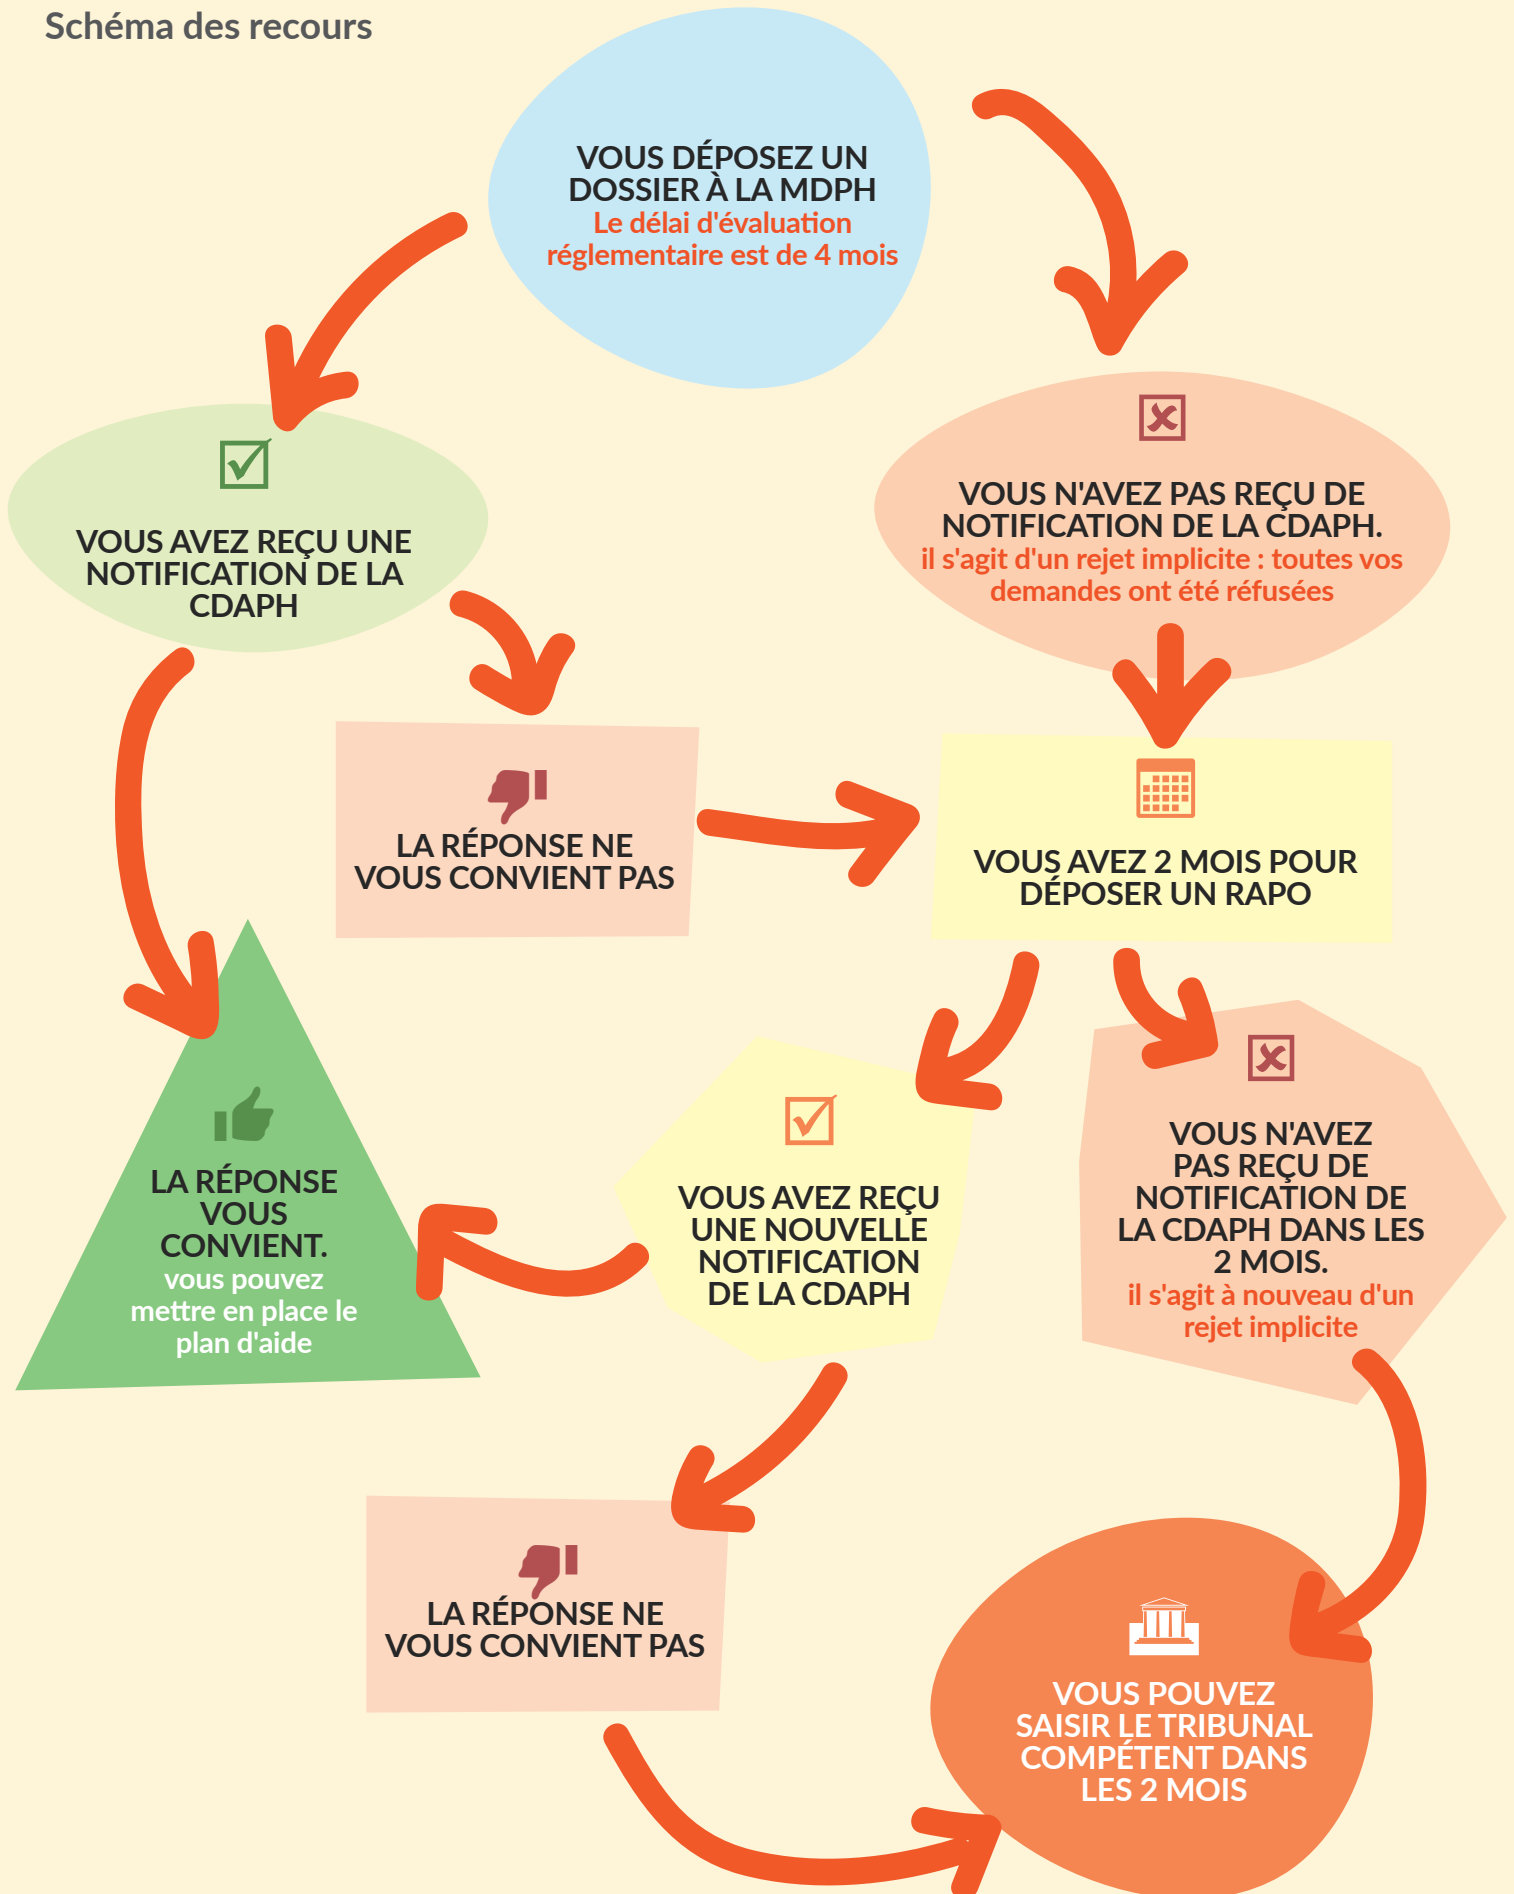 Schéma des recours
VOUS DÉPOSEZ UN
DOSSIER À LA MDPH
Le délai d'évaluation
réglementaire est de 4 mois
VOUS AVEZ REÇU UNE
NOTIFICATION DE LA
CDAPH
VOUS N'AVEZ PAS REÇU DE
NOTIFICATION DE LA CDAPH.
il s'agit d'un rejet implicite : toutes vos
demandes ont été réfusées
LA RÉPONSE NE
VOUS CONVIENT PAS
VOUS AVEZ 2 MOIS POUR
DÉPOSER UN RAPO
LA RÉPONSE
VOUS
CONVIENT.
vous pouvez
mettre en place le
plan d'aide
VOUS AVEZ REÇU
UNE NOUVELLE
NOTIFICATION
DE LA CDAPH
VOUS N'AVEZ
PAS REÇU DE
NOTIFICATION DE
LA CDAPH DANS LES
2 MOIS.
il s'agit à nouveau d'un
rejet implicite
LA RÉPONSE NE
VOUS CONVIENT PAS
VOUS POUVEZ
SAISIR LE TRIBUNAL
COMPÉTENT DANS
LES 2 MOIS